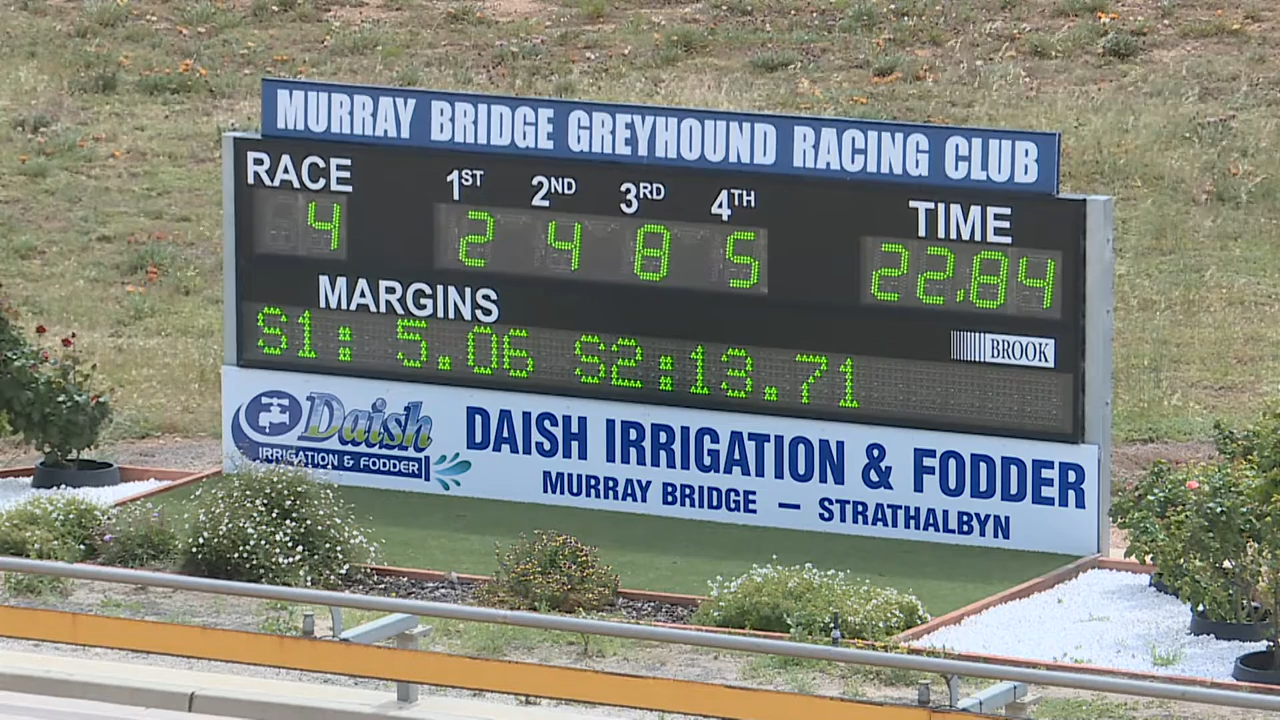 MURRAY BRIDGE GREYHOUND RACING CLUB
RACE 1ST 2ND 3RD 4TH TIME
4 2 4 8 5 22.84
MARGINS
S1: 5.06 S2:13.71
BROOK
Daish
IRRIGATION & FODDER
DAISH IRRIGATION & FODDER
MURRAY BRIDGE – STRATHALBYN